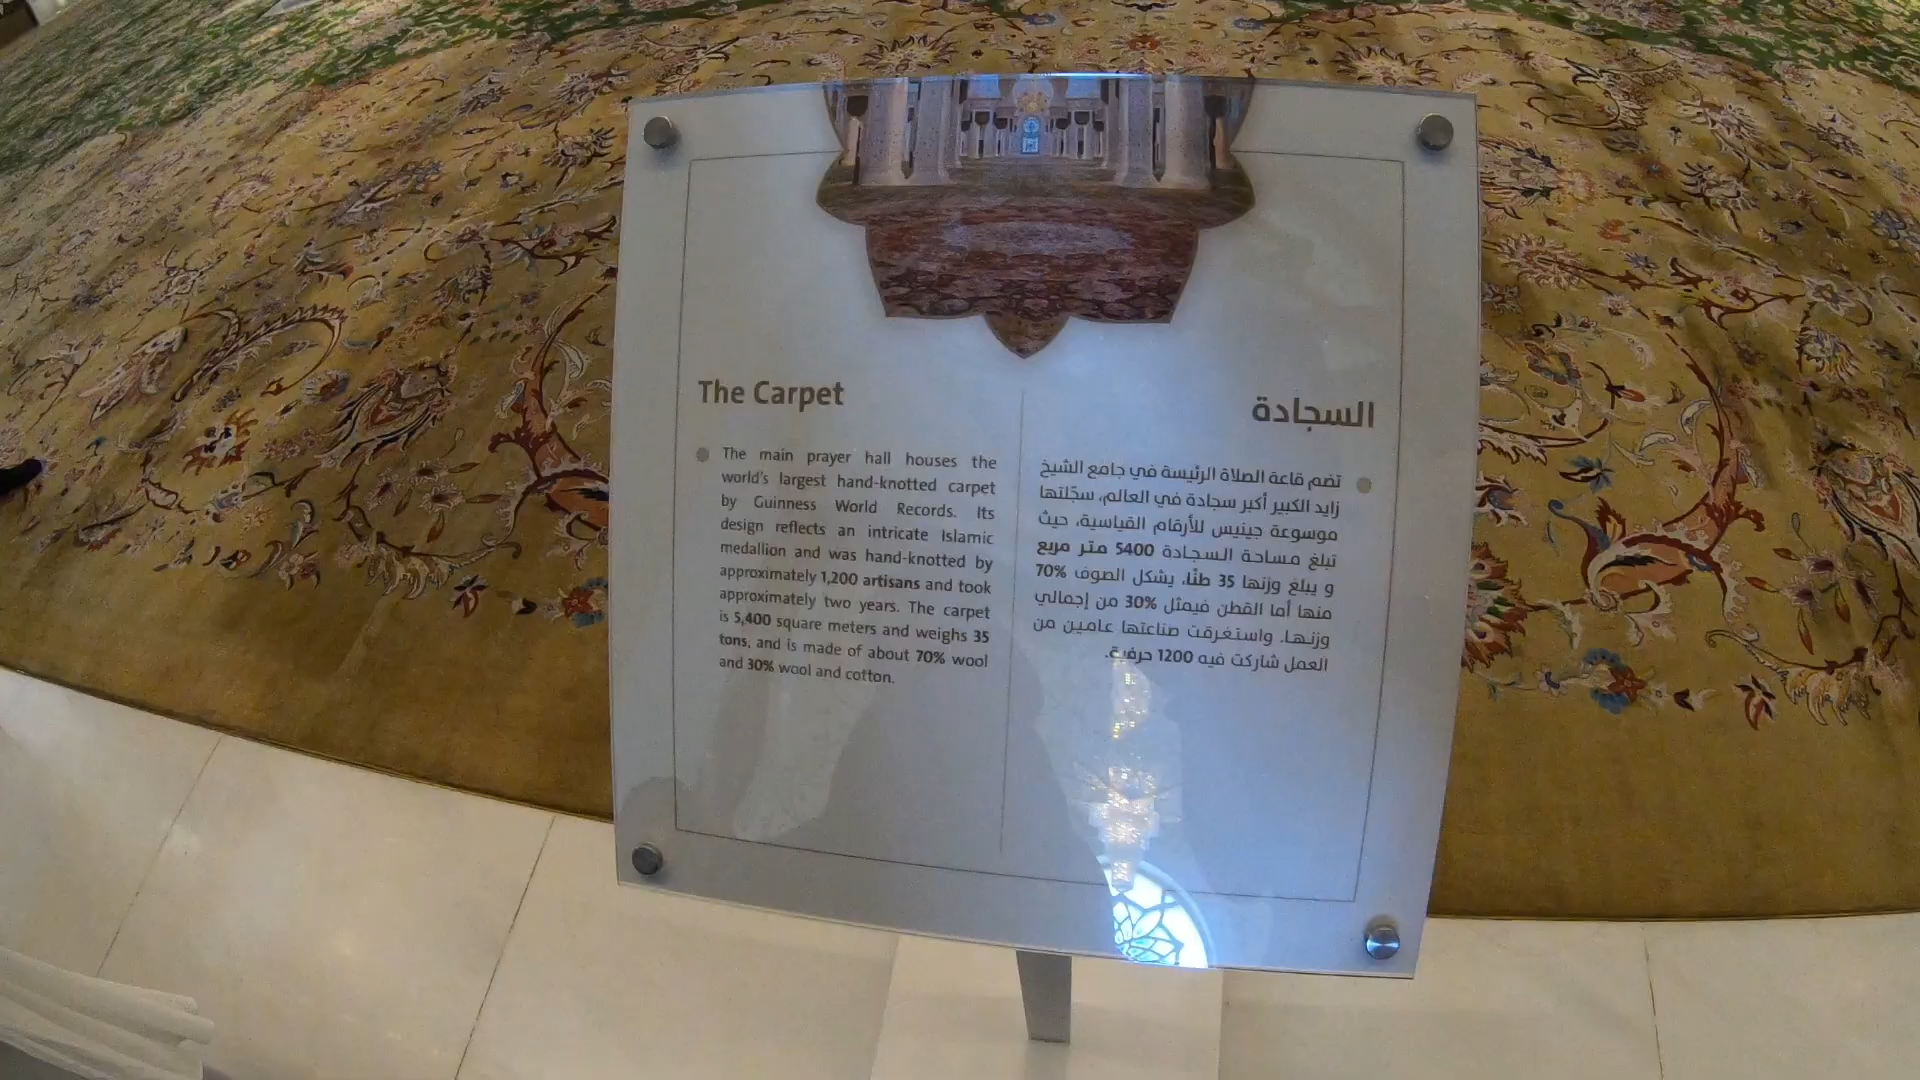 The Carpet
The main prayer hall houses the
world's largest hand-knotted carpet
by Guinness World Records. Its
design reflects an intricate Islamic
medallion and was hand-knotted by
approximately 1,200 artisans and took
approximately two years. The carpet
is 5,400 square meters and weighs 35
tons, and is made of about 70% wool
and 30% wool and cotton.
السجادة
تضم قاعة الصلاة الرئيسة في جامع الشيخ
زايد الكبير أكبر سجادة في العالم، سجّلتها
موسوعة جينيس للأرقام القياسية، حيث
تبلغ مساحة السجادة 5400 متر مربع
و يبلغ وزنها 35 طنًا، يشكل الصوف 70%
منها أما القطن فيمثل 30% من إجمالي
وزنها. واستغرقت صناعتها عامين من
العمل شاركت فيه 1200 حرفية.